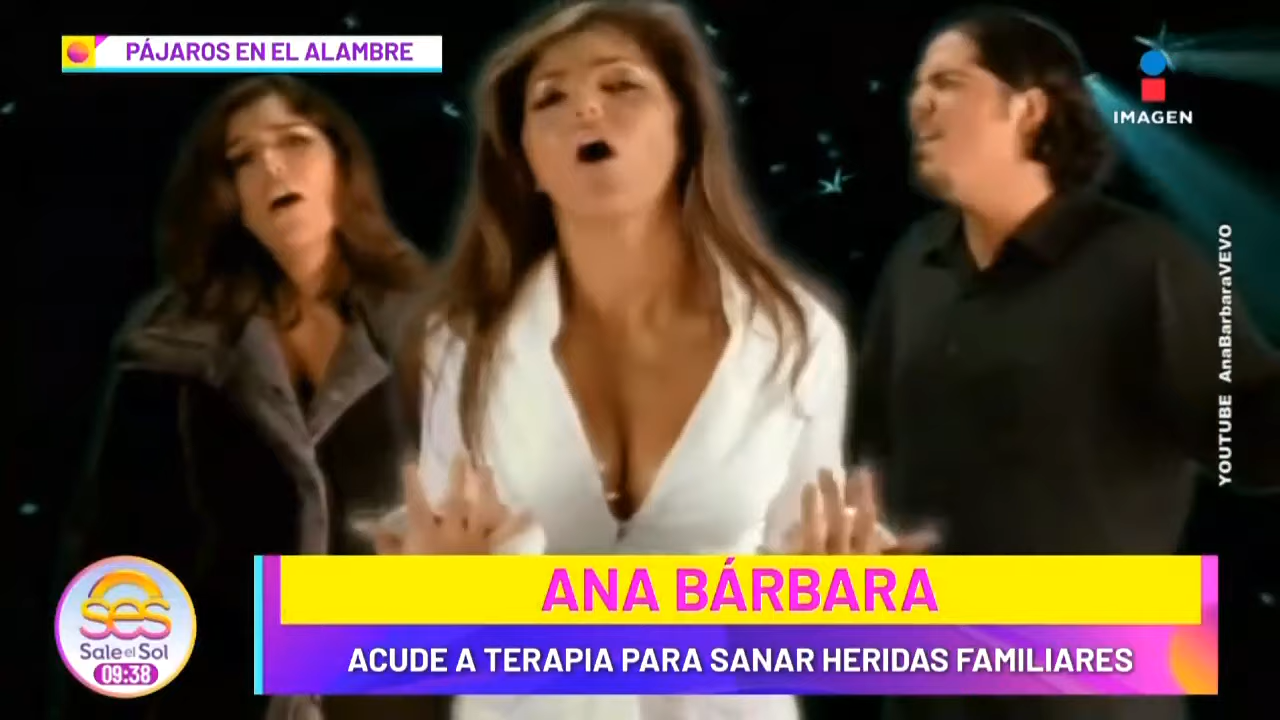 PÁJAROS EN EL ALAMBRE
IMAGEN
YOUTUBE AnaBarbaraVEVO
ANA BÁRBARA
ACUDE A TERAPIA PARA SANAR HERIDAS FAMILIARES
ses
Sale el Sol
09:38